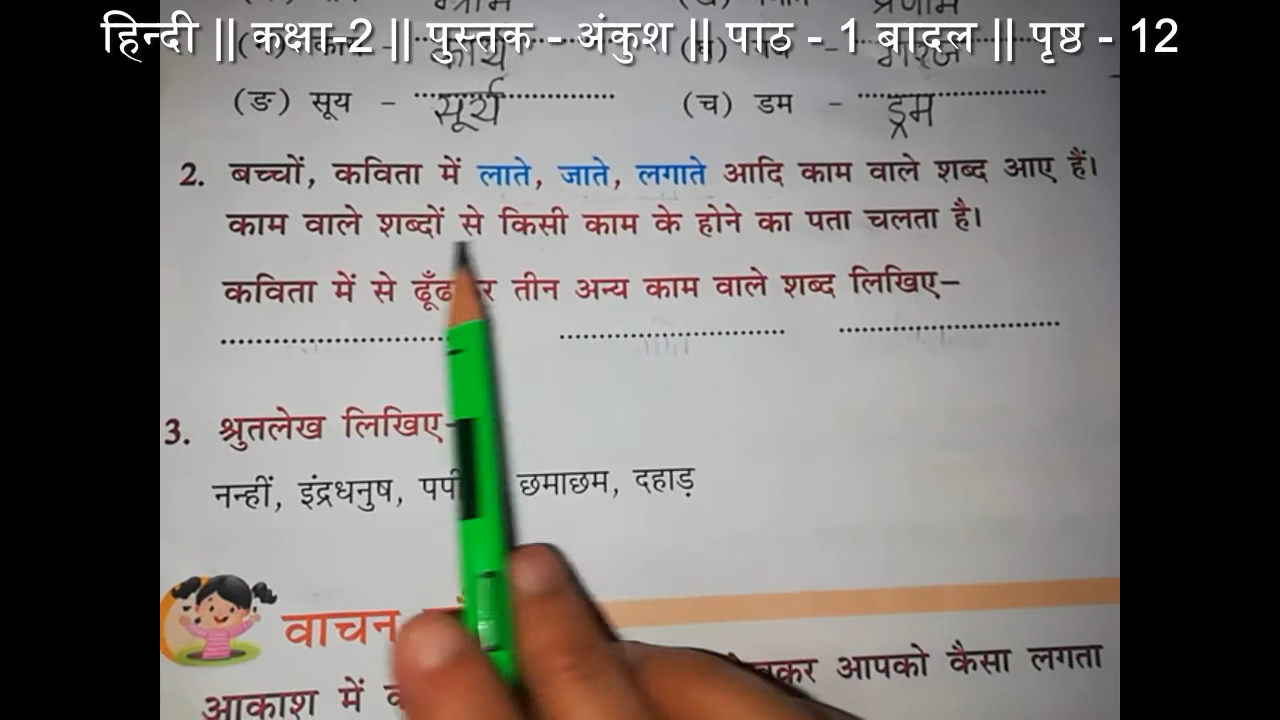 हिन्दी || कक्षा-2 || पुस्तक - अंकुश || पाठ - 1 बादल || पृष्ठ - 12
(ङ) सूय - सूर्य (च) डम - ड्रम
2. बच्चों, कविता में लाते, जाते, लगाते आदि काम वाले शब्द आए हैं।
काम वाले शब्दों से किसी काम के होने का पता चलता है।
कविता में से तीन अन्य काम वाले शब्द लिखिए–
3. श्रुतलेख लिखिए-
नन्हीं, इंद्रधनुष, छमाछम, दहाड़
वाचन
आपको कैसा लगता
आकाश में